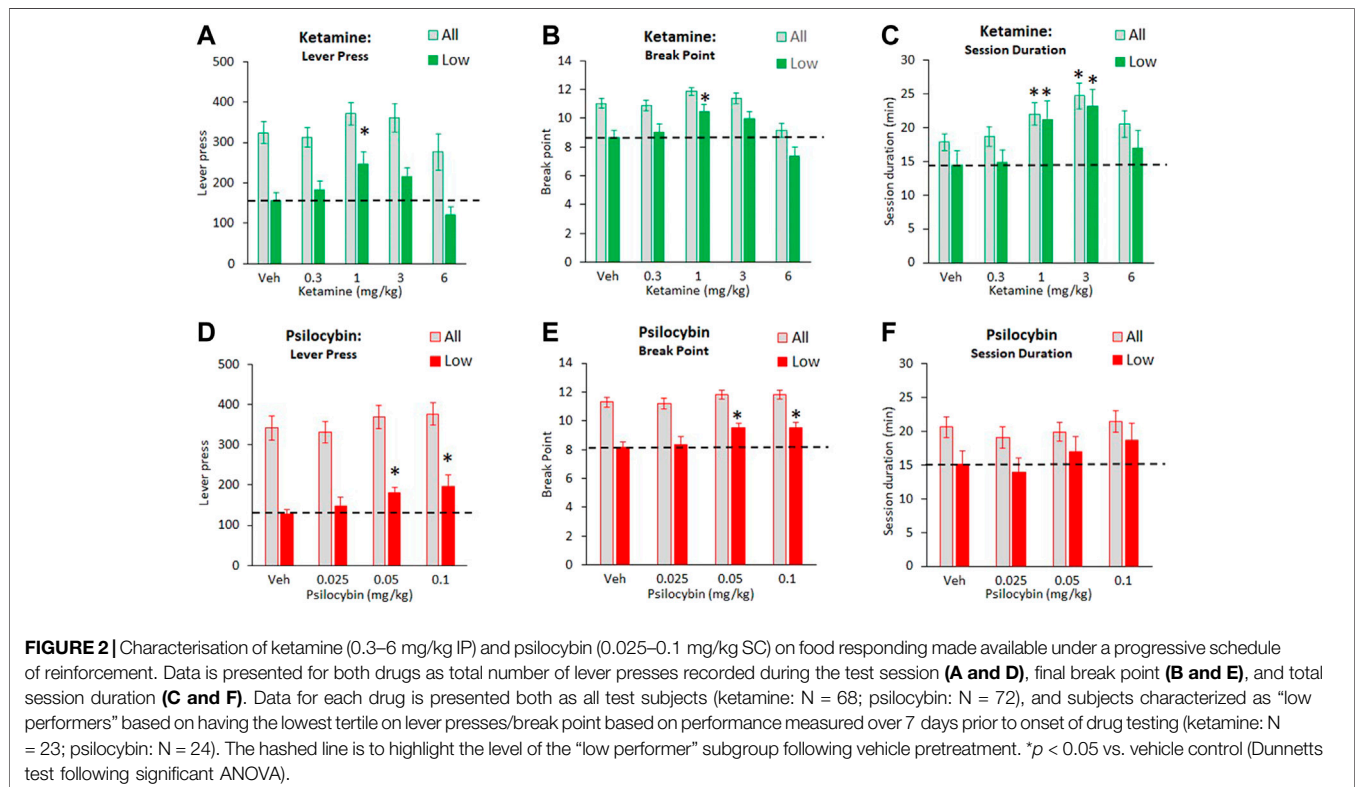 A
Ketamine:
Lever Press
All
Low
500
400
300
200
100
0
Lever press
*
Veh 0.3 1 3 6
Ketamine (mg/kg)
B
Ketamine:
Break Point
All
Low
14
12
10
8
6
4
2
0
Break point
*
Veh 0.3 1 3 6
Ketamine (mg/kg)
C
Ketamine:
Session Duration
All
Low
30
25
20
15
10
5
0
Session duration (min)
* *
* *
Veh 0.3 1 3 6
Ketamine (mg/kg)
D
Psilocybin:
Lever Press
All
Low
500
400
300
200
100
0
Lever press
*
*
Veh 0.025 0.05 0.1
Psilocybin (mg/kg)
E
Psilocybin
Break Point
All
Low
14
12
10
8
6
4
2
0
Break Point
*
*
Veh 0.025 0.05 0.1
Psilocybin (mg/kg)
F
Psilocybin
Session Duration
All
Low
30
25
20
15
10
5
0
Session duration (min)
Veh 0.025 0.05 0.1
Psilocybin (mg/kg)
FIGURE 2 | Characterisation of ketamine (0.3–6 mg/kg IP) and psilocybin (0.025–0.1 mg/kg SC) on food responding made available under a progressive schedule
of reinforcement. Data is presented for both drugs as total number of lever presses recorded during the test session (A and D), final break point (B and E), and total
session duration (C and F). Data for each drug is presented both as all test subjects (ketamine: N = 68; psilocybin: N = 72), and subjects characterized as “low
performers” based on having the lowest tertile on lever presses/break point based on performance measured over 7 days prior to onset of drug testing (ketamine: N
= 23; psilocybin: N = 24). The hashed line is to highlight the level of the “low performer” subgroup following vehicle pretreatment. *p < 0.05 vs. vehicle control (Dunnetts
test following significant ANOVA).